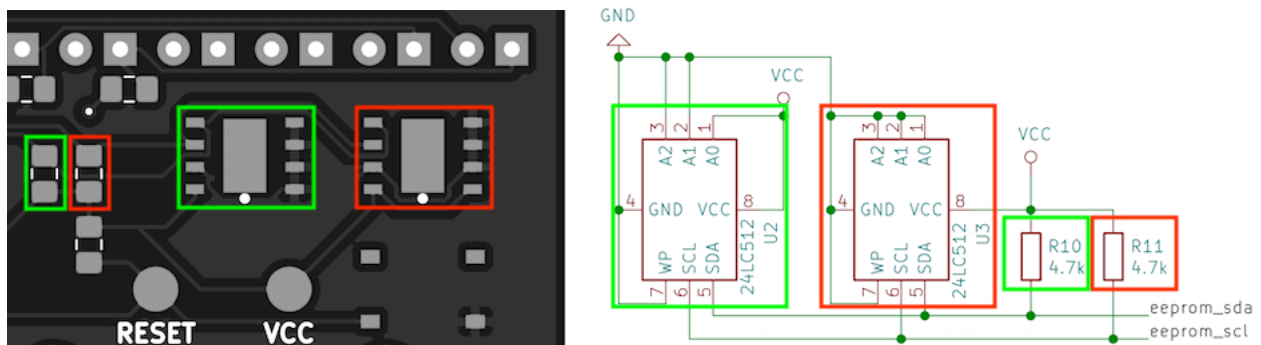 RESET VCC
GND
VCC
3 2 1
A2 A1 A0
4 GND VCC 8
WP SCL SDA
7 6 5
24LC512 U2
3 2 1
A2 A1 A0
4 GND VCC 8
WP SCL SDA
7 6 5
24LC512 U3
VCC
R10
4.7k
R11
4.7k
eeprom_sda
eeprom_scl